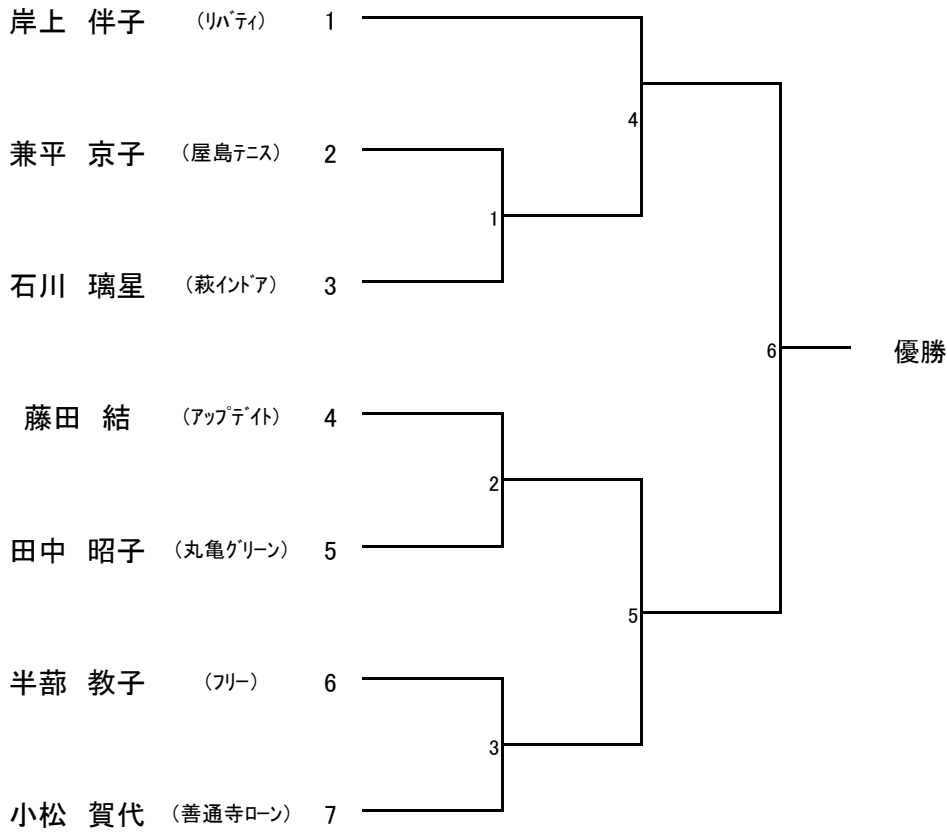 岸上 伴子 （ﾘﾊﾞﾃｨ） 1
4
兼平 京子 （屋島ﾃﾆｽ） 2
1
石川 璃星 （萩ｲﾝﾄﾞｱ） 3
6 優勝
藤田 結 （ｱｯﾌﾟﾃﾞｲﾄ） 4
2
田中 昭子 （丸亀ｸﾞﾘｰﾝ） 5
5
半蔀 教子 （ﾌﾘｰ） 6
3
小松 賀代 （善通寺ﾛｰﾝ） 7